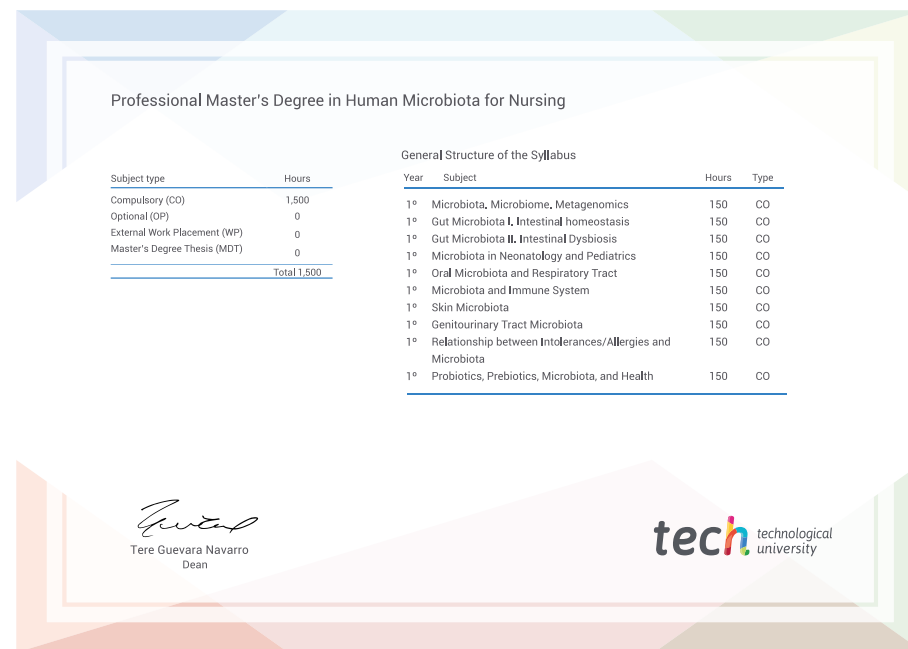 Professional Master's Degree in Human Microbiota for Nursing
General Structure of the Syllabus
Subject type Hours
Compulsory (CO) 1,500
Optional (OP) 0
External Work Placement (WP) 0
Master's Degree Thesis (MDT) 0
Total 1,500
Year Subject Hours Type
1º Microbiota. Microbiome. Metagenomics 150 CO
1º Gut Microbiota I. Intestinal homeostasis 150 CO
1º Gut Microbiota II. Intestinal Dysbiosis 150 CO
1º Microbiota in Neonatology and Pediatrics 150 CO
1º Oral Microbiota and Respiratory Tract 150 CO
1º Microbiota and Immune System 150 CO
1º Skin Microbiota 150 CO
1º Genitourinary Tract Microbiota 150 CO
1º Relationship between Intolerances/Allergies and 150 CO
Microbiota
1º Probiotics, Prebiotics, Microbiota, and Health 150 CO
Tere Guevara Navarro
Dean
tech technological
university